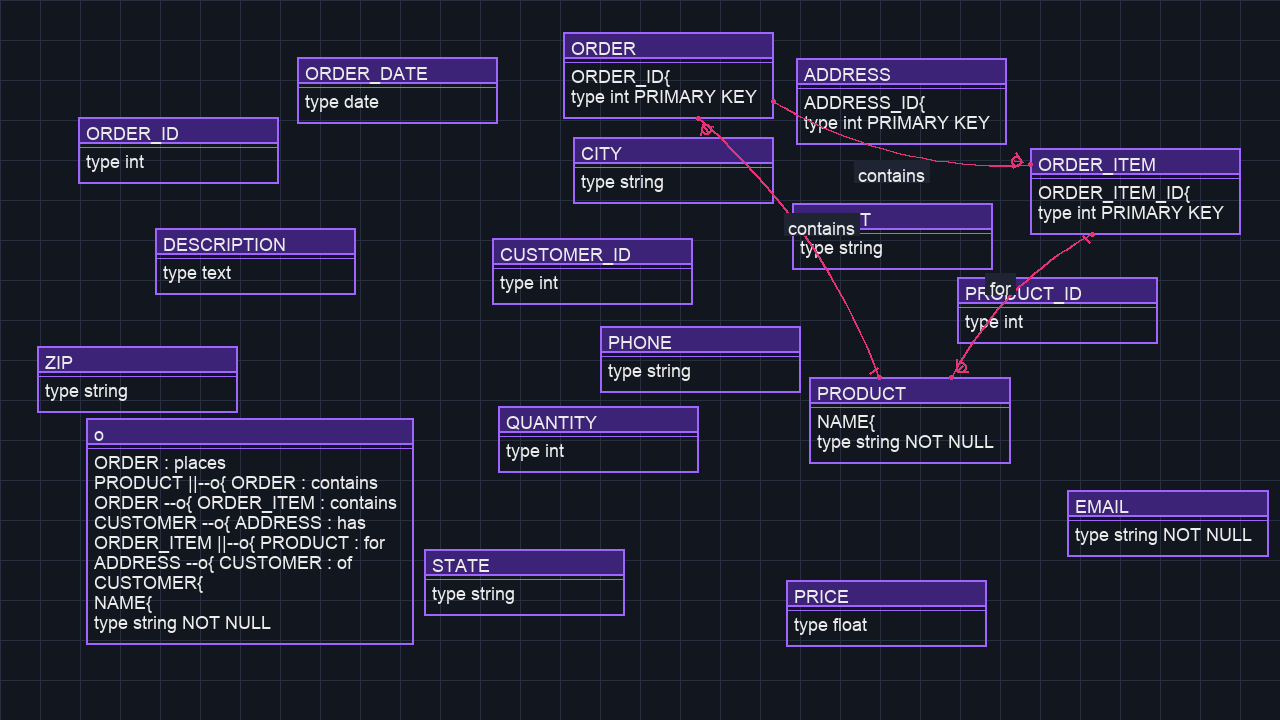 ORDER
ORDER_ID{
type int PRIMARY KEY
ORDER_DATE
type date
ADDRESS
ADDRESS_ID{
type int PRIMARY KEY
ORDER_ID
type int
CITY
type string
contains
ORDER_ITEM
ORDER_ITEM_ID{
type int PRIMARY KEY
T
contains
type string
DESCRIPTION
type text
CUSTOMER_ID
type int
for
PRODUCT_ID
type int
PHONE
type string
ZIP
type string
PRODUCT
NAME{
type string NOT NULL
QUANTITY
type int
o
ORDER : places
PRODUCT ||--o{ ORDER : contains
ORDER --o{ ORDER_ITEM : contains
CUSTOMER --o{ ADDRESS : has
ORDER_ITEM ||--o{ PRODUCT : for
ADDRESS --o{ CUSTOMER : of
CUSTOMER{
NAME{
type string NOT NULL
EMAIL
type string NOT NULL
STATE
type string
PRICE
type float